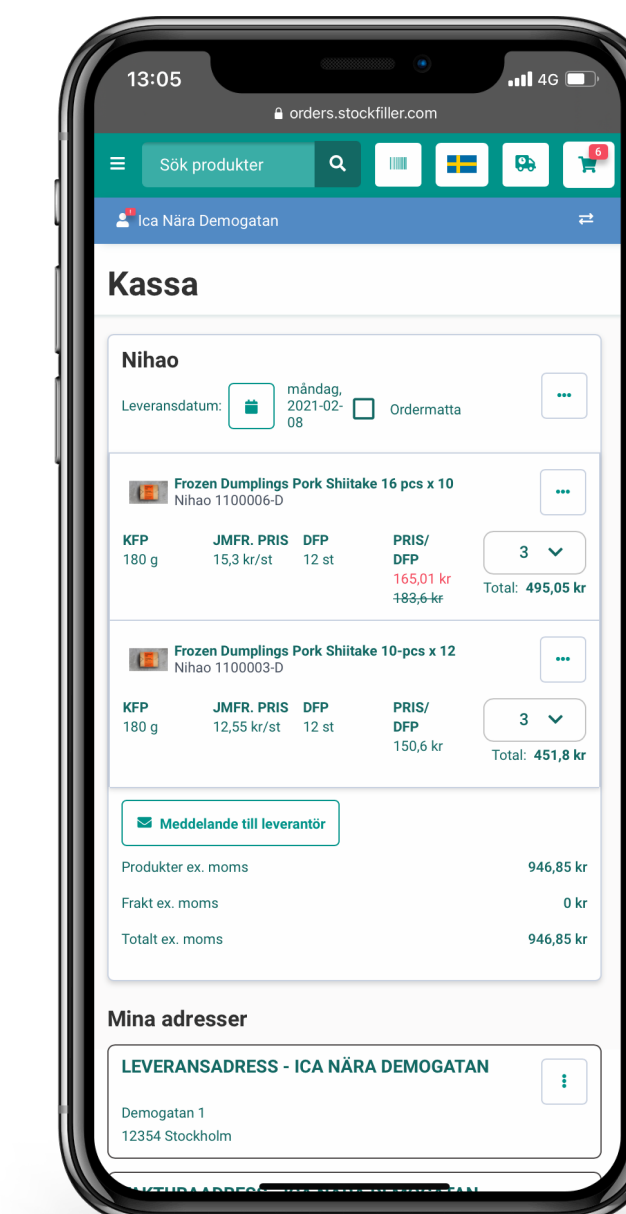 13:05
4G
orders.stockfiller.com
Sök produkter
6
1
Ica Nära Demogatan
Kassa
Nihao
Leveransdatum:
måndag,
2021-02-
08
Ordermatta
Frozen Dumplings Pork Shiitake 16 pcs x 10
Nihao 1100006-D
KFP JMFR. PRIS DFP PRIS/
DFP
180 g 15,3 kr/st 12 st
165,01 kr
183,6 kr
3
Total: 495,05 kr
Frozen Dumplings Pork Shiitake 10-pcs x 12
Nihao 1100003-D
KFP JMFR. PRIS DFP PRIS/
DFP
180 g 12,55 kr/st 12 st
150,6 kr
3
Total: 451,8 kr
Meddelande till leverantör
Produkter ex. moms 946,85 kr
Frakt ex. moms 0 kr
Totalt ex. moms 946,85 kr
Mina adresser
LEVERANSADRESS - ICA NÄRA DEMOGATAN
Demogatan 1
12354 Stockholm